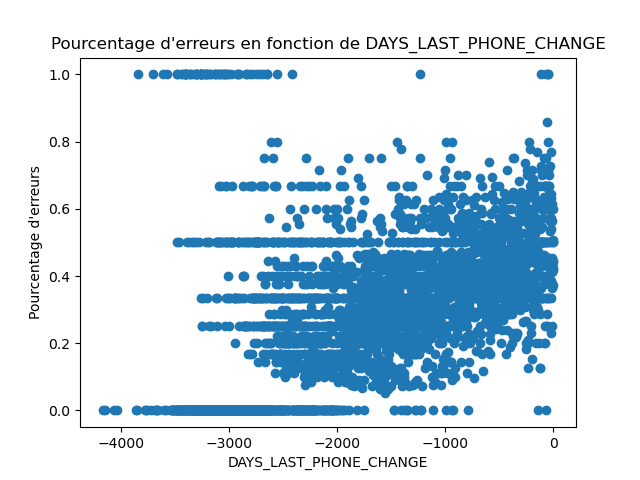 Pourcentage d'erreurs en fonction de DAYS_LAST_PHONE_CHANGE
1.0
0.8
0.6
0.4
0.2
0.0
Pourcentage d'erreurs
−4000 −3000 −2000 −1000 0
DAYS_LAST_PHONE_CHANGE